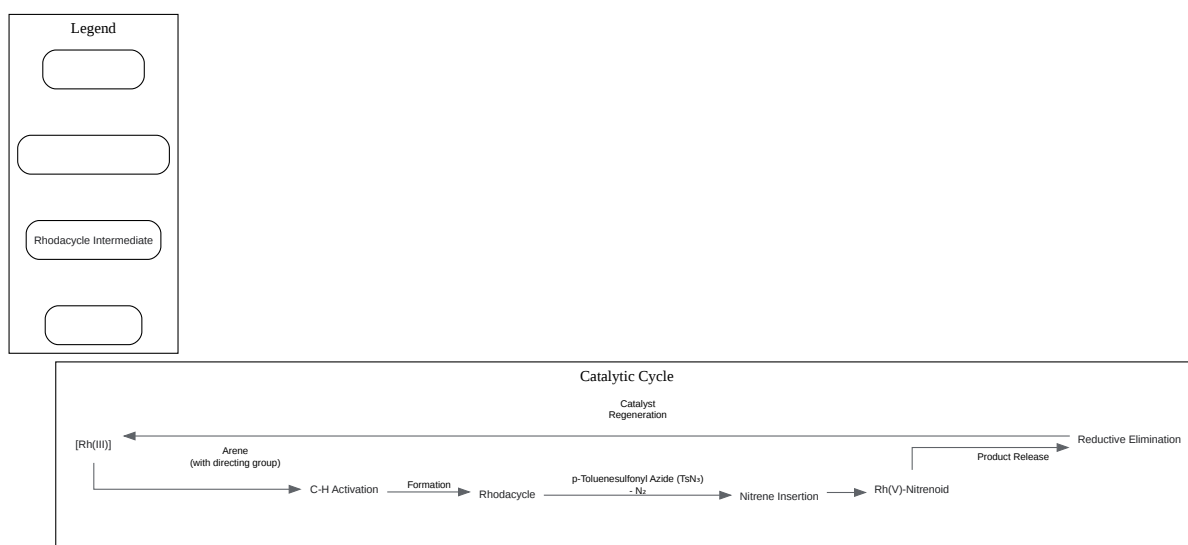 Legend
Rhodacycle Intermediate
Catalytic Cycle
Catalyst
Regeneration
[Rh(III)]
Reductive Elimination
Arene
(with directing group)
Product Release
C-H Activation
Formation
Rhodacycle
p-Toluenesulfonyl Azide (TsN₃)
- N₂
Nitrene Insertion
Rh(V)-Nitrenoid